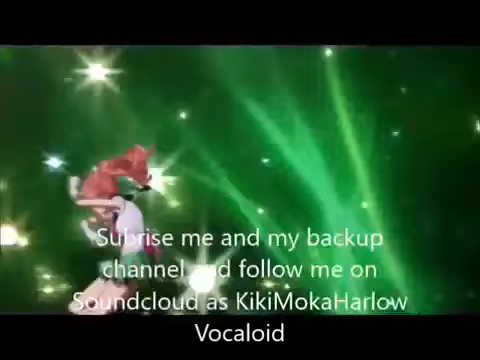 Subrise me and my backup
channel and follow me on
Soundcloud as KikiMokaHarlow
Vocaloid